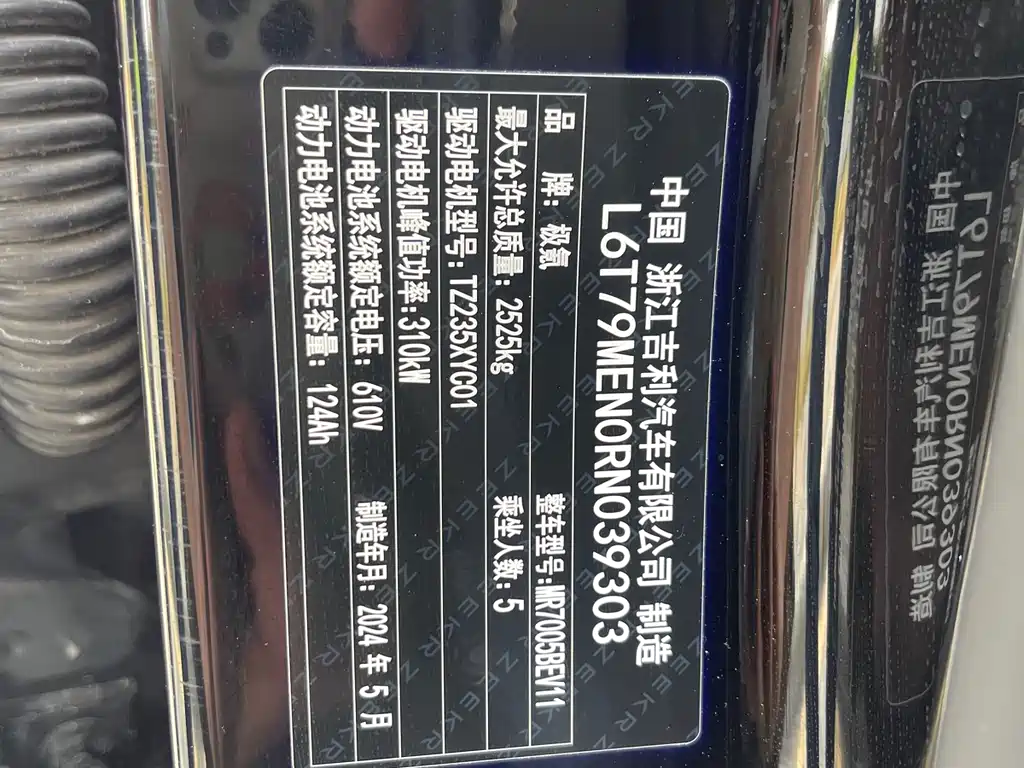 中国 浙江吉利汽车有限公司 制造
L6T79MEN0RN039303
品 牌: 极氪 整车型号:MR7005BEV11
最大允许总质量: 2525kg 乘坐人数: 5
驱动电机型号: TZ235XYC01
驱动电机峰值功率:310kW
动力电池系统额定电压: 610V 制造年月: 2024 年 5 月
动力电池系统额定容量: 124Ah
ZEEKR